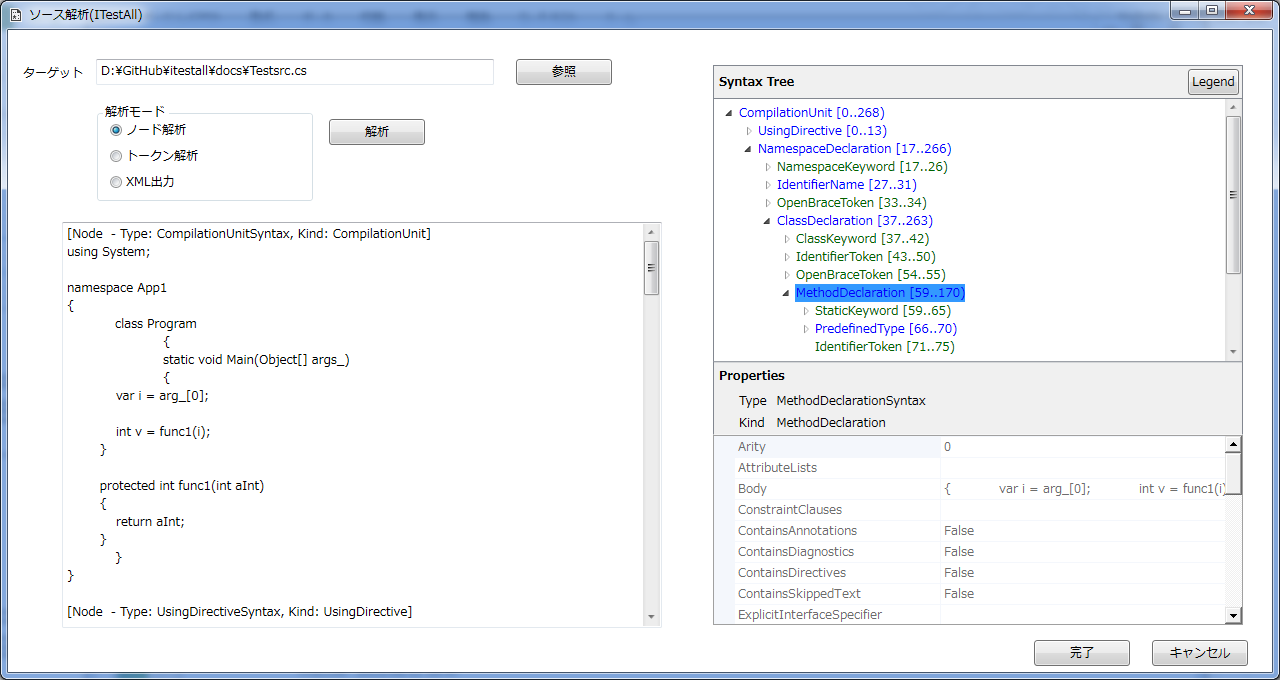 ソース解析(ITestAll)
ターゲット
D:¥GitHub¥itestall¥docs¥Testsrc.cs
参照
解析モード
ノード解析
トークン解析
XML出力
解析
[Node  - Type: CompilationUnitSyntax, Kind: CompilationUnit]
using System;
namespace App1
{
class Program
{
static void Main(Object[] args_)
{
var i = arg_[0];
int v = func1(i);
}
protected int func1(int aInt)
{
return aInt;
}
}
}
[Node  - Type: UsingDirectiveSyntax, Kind: UsingDirective]
Syntax Tree
Legend
CompilationUnit [0..268)
UsingDirective [0..13)
NamespaceDeclaration [17..266)
NamespaceKeyword [17..26)
IdentifierName [27..31)
OpenBraceToken [33..34)
ClassDeclaration [37..263)
ClassKeyword [37..42)
IdentifierToken [43..50)
OpenBraceToken [54..55)
MethodDeclaration [59..170)
StaticKeyword [59..65)
PredefinedType [66..70)
IdentifierToken [71..75)
Properties
Type MethodDeclarationSyntax
Kind MethodDeclaration
Arity 0
AttributeLists
Body { var i = arg_[0]; int v = func1(i)
ConstraintClauses
ContainsAnnotations False
ContainsDiagnostics False
ContainsDirectives False
ContainsSkippedText False
ExplicitInterfaceSpecifier
完了
キャンセル